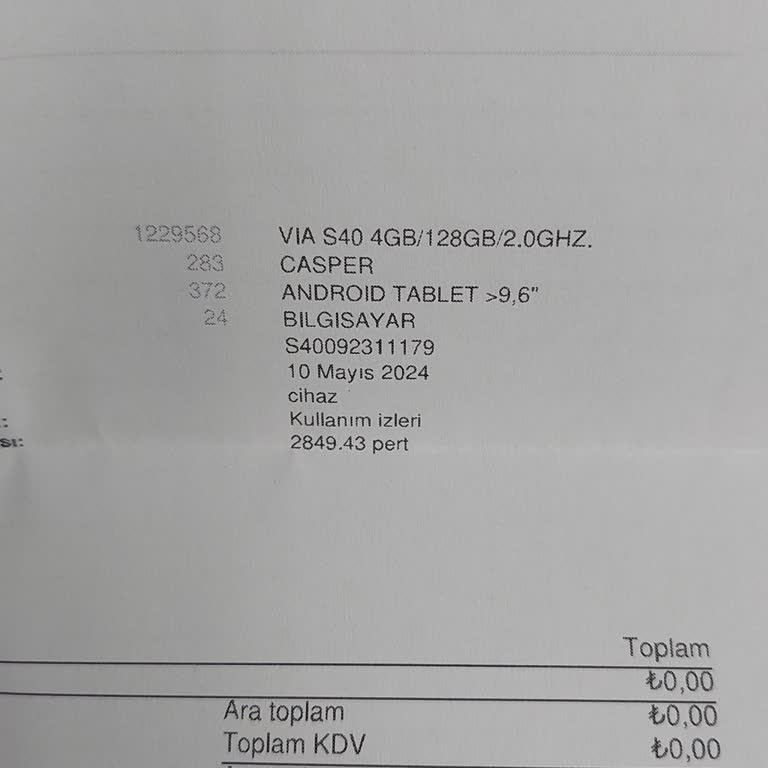 1229568 VIA S40 4GB/128GB/2.0GHZ.
283 CASPER
372 ANDROID TABLET >9,6"
24 BILGISAYAR
S40092311179
10 Mayıs 2024
cihaz
Kullanım izleri
2849.43 pert
Toplam
₺0,00
Ara toplam ₺0,00
Toplam KDV ₺0,00